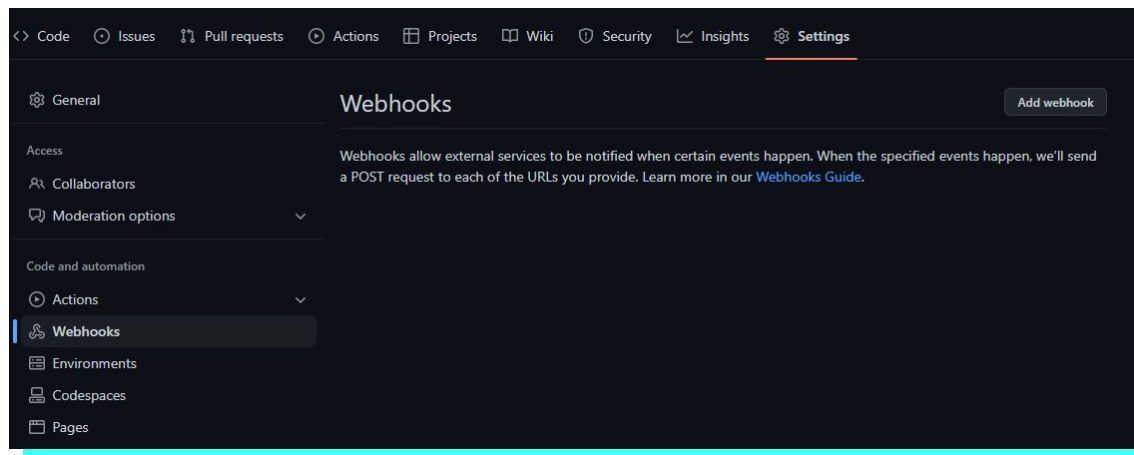 <> Code Issues Pull requests Actions Projects Wiki Security Insights Settings
General
Webhooks
Add webhook
Access
Webhooks allow external services to be notified when certain events happen. When the specified events happen, we'll send
a POST request to each of the URLs you provide. Learn more in our Webhooks Guide.
Collaborators
Moderation options
Code and automation
Actions
Webhooks
Environments
Codespaces
Pages